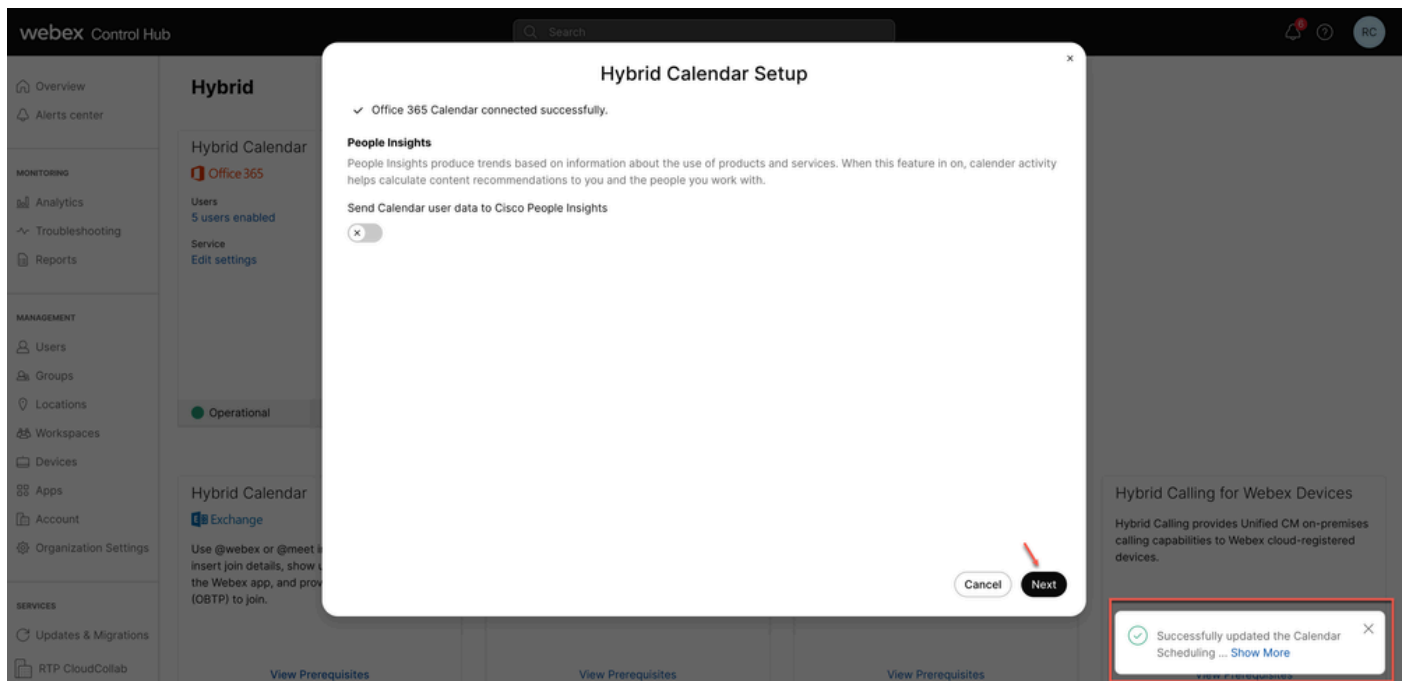 webex Control Hub
Search
6
RC
Overview
Alerts center
MONITORING
Analytics
Troubleshooting
Reports
MANAGEMENT
Users
Groups
Locations
Workspaces
Devices
Apps
Account
Organization Settings
SERVICES
Updates & Migrations
RTP CloudCollab
Hybrid
Hybrid Calendar
Office 365
Users
5 users enabled
Service
Edit settings
Operational
Hybrid Calendar
Exchange
Use @webex or @meet
insert join details, show
the Webex app, and prov
(OBTP) to join.
View Prerequisites
View Prerequisites
View Prerequisites
Hybrid Calendar Setup
Office 365 Calendar connected successfully.
People Insights
People Insights produce trends based on information about the use of products and services. When this feature in on, calender activity
helps calculate content recommendations to you and the people you work with.
Send Calendar user data to Cisco People Insights
Cancel
Next
Hybrid Calling for Webex Devices
Hybrid Calling provides Unified CM on-premises
calling capabilities to Webex cloud-registered
devices.
Successfully updated the Calendar
Scheduling ... Show More
View Prerequisites